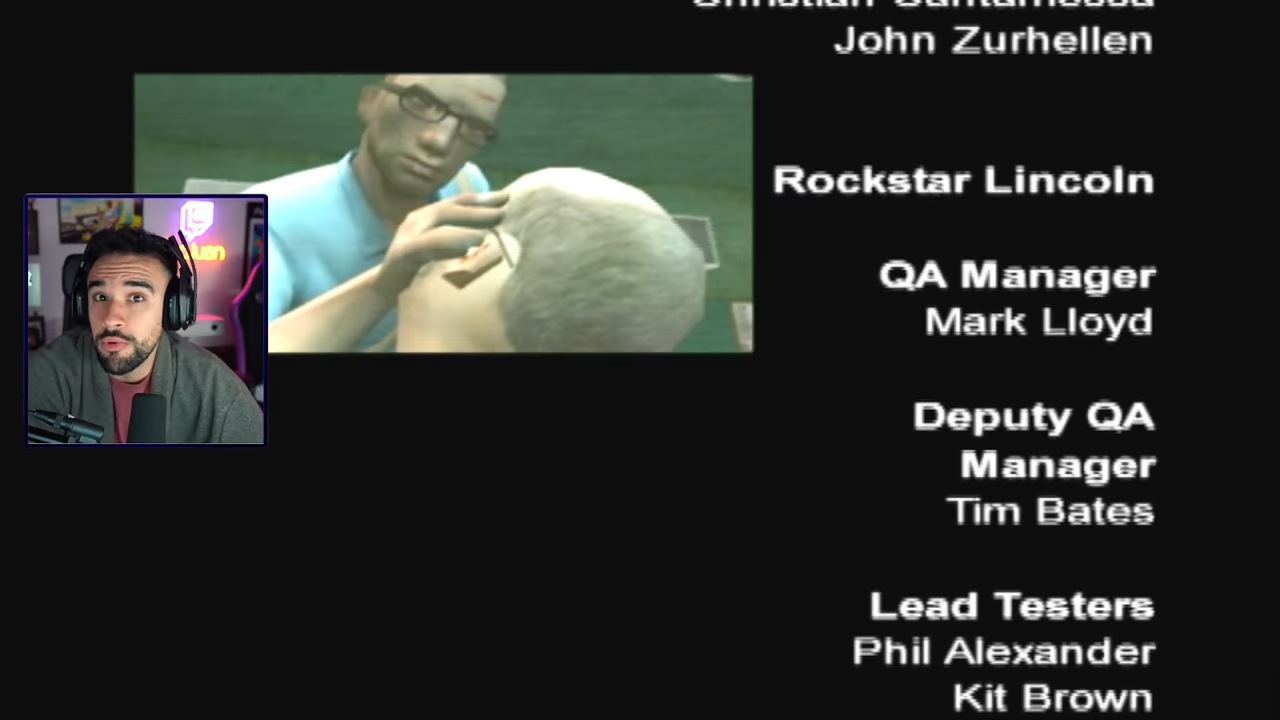 John Zurhellen
Rockstar Lincoln
QA Manager
Mark Lloyd
Deputy QA
Manager
Tim Bates
Lead Testers
Phil Alexander
Kit Brown